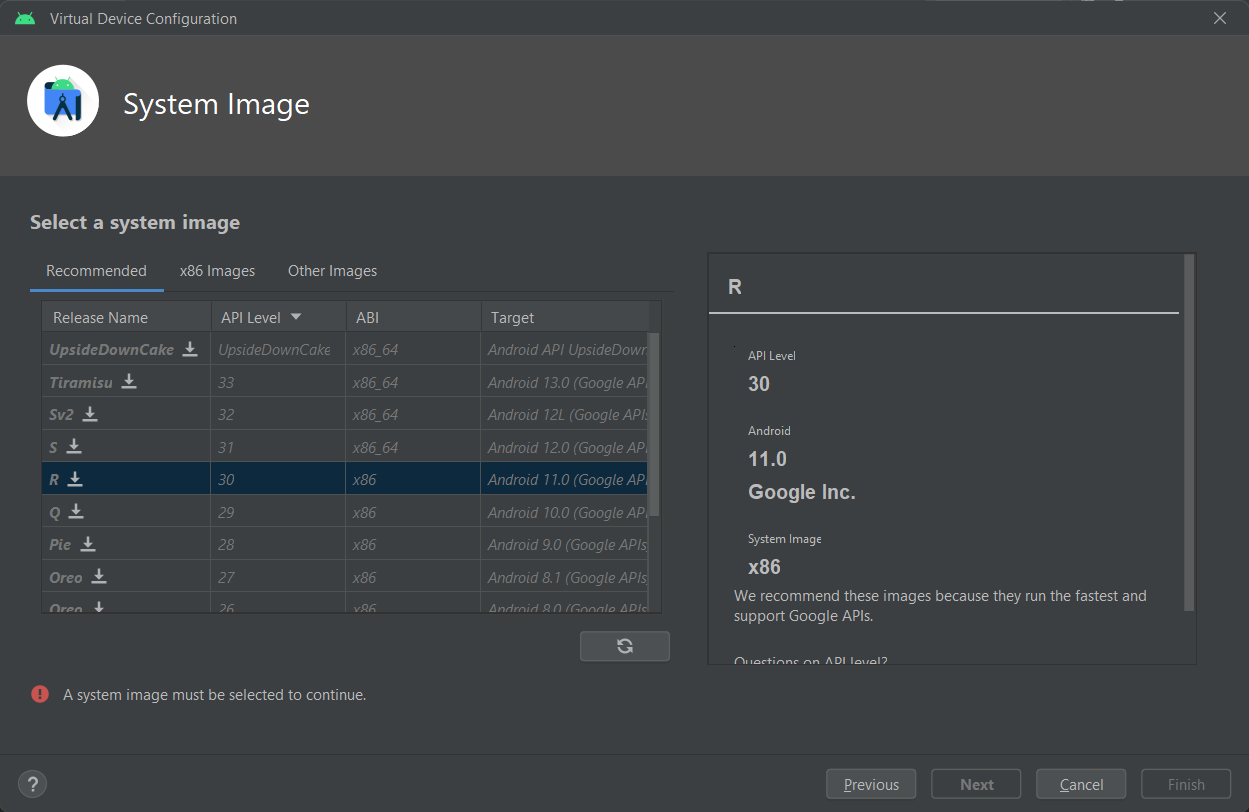 Virtual Device Configuration
System Image
Select a system image
Recommended x86 Images Other Images
Release Name API Level ABI Target
UpsideDownCake UpsideDownCake x86_64 Android API UpsideDown
Tiramisu 33 x86_64 Android 13.0 (Google API
Sv2 32 x86_64 Android 12L (Google APIs
S 31 x86_64 Android 12.0 (Google API
R 30 x86 Android 11.0 (Google API
Q 29 x86 Android 10.0 (Google API
Pie 28 x86 Android 9.0 (Google APIs
Oreo 27 x86 Android 8.1 (Google APIs
Oreo 26 x86 Android 8.0 (Google APIs
R
API Level
30
Android
11.0
Google Inc.
System Image
x86
We recommend these images because they run the fastest and
support Google APIs.
Questions on API level?
A system image must be selected to continue.
? Previous Next Cancel Finish